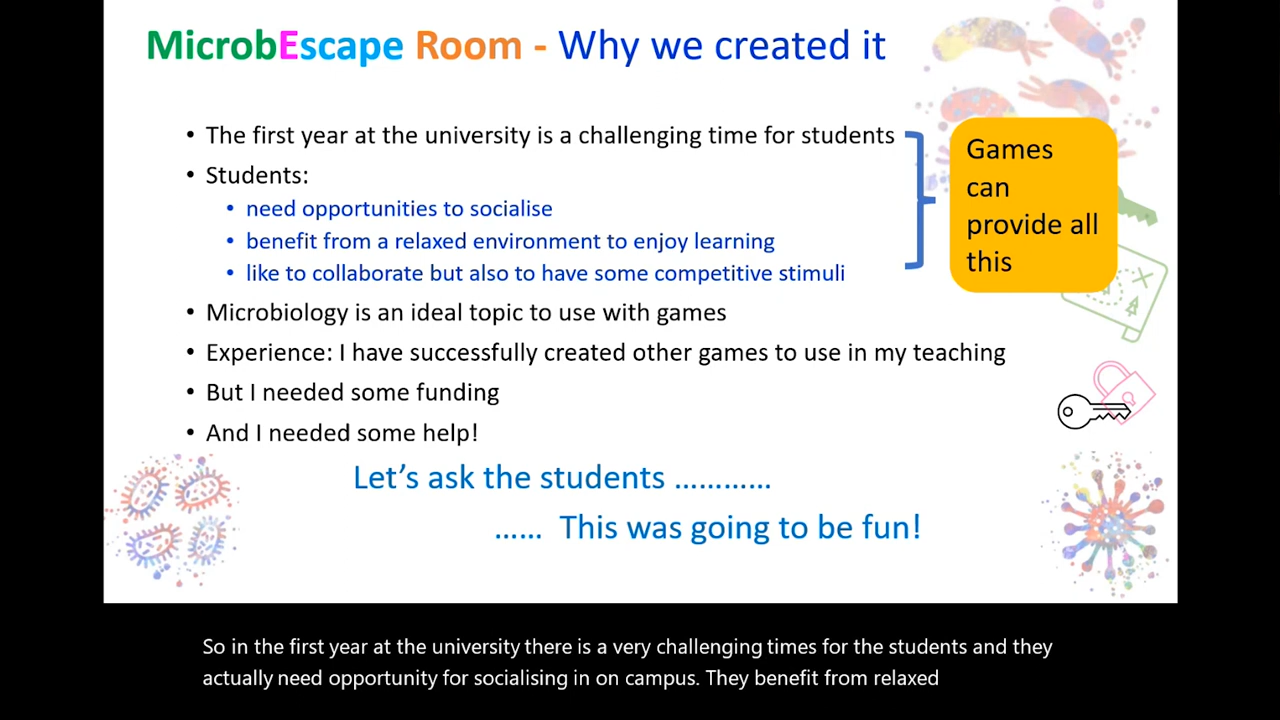 MicrobEscape Room - Why we created it
• The first year at the university is a challenging time for students
• Students:
• need opportunities to socialise
• benefit from a relaxed environment to enjoy learning
• like to collaborate but also to have some competitive stimuli
Games
can
provide all
this
• Microbiology is an ideal topic to use with games
• Experience: I have successfully created other games to use in my teaching
• But I needed some funding
• And I needed some help!
Let's ask the students …………
…… This was going to be fun!
So in the first year at the university there is a very challenging times for the students and they
actually need opportunity for socialising in on campus. They benefit from relaxed